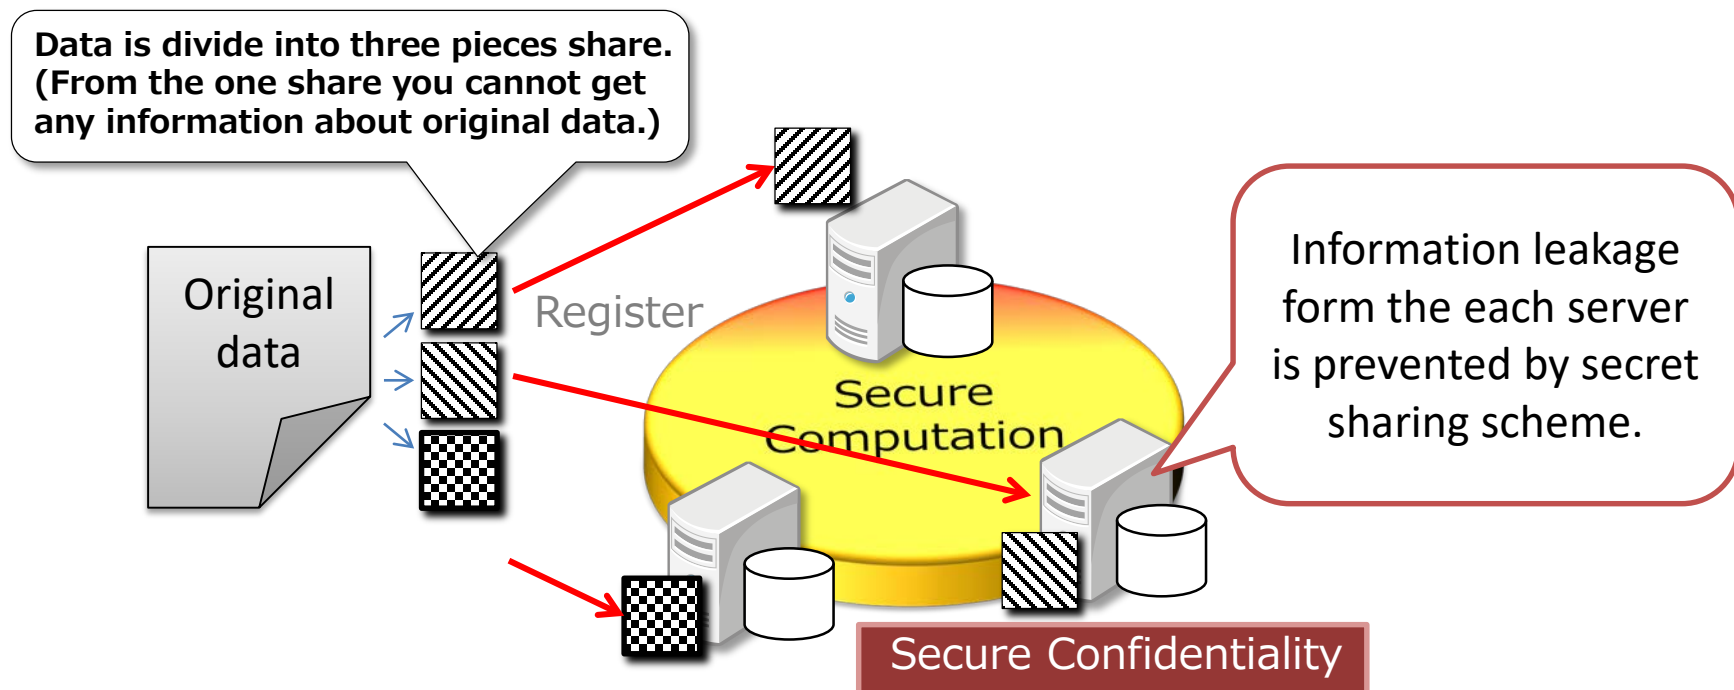 Data is divide into three pieces share.
(From the one share you cannot get
any information about original data.)
Original
data
Register
Secure
Computation
Information leakage
form the each server
is prevented by secret
sharing scheme.
Secure Confidentiality